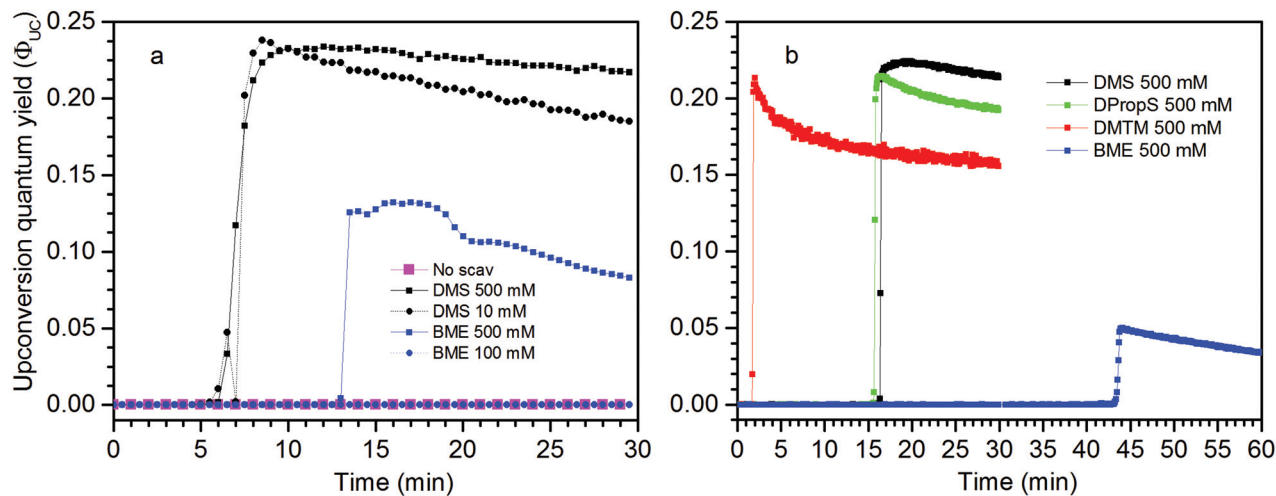 Upconversion quantum yield (Φ_UC)
0.25
0.20
0.15
0.10
0.05
0.00
a
No scav
DMS 500 mM
DMS 10 mM
BME 500 mM
BME 100 mM
0 5 10 15 20 25 30
Time (min)
0.25
0.20
0.15
0.10
0.05
0.00
b
DMS 500 mM
DPropS 500 mM
DMTM 500 mM
BME 500 mM
0 5 10 15 20 25 30 45 50 55 60
Time (min)